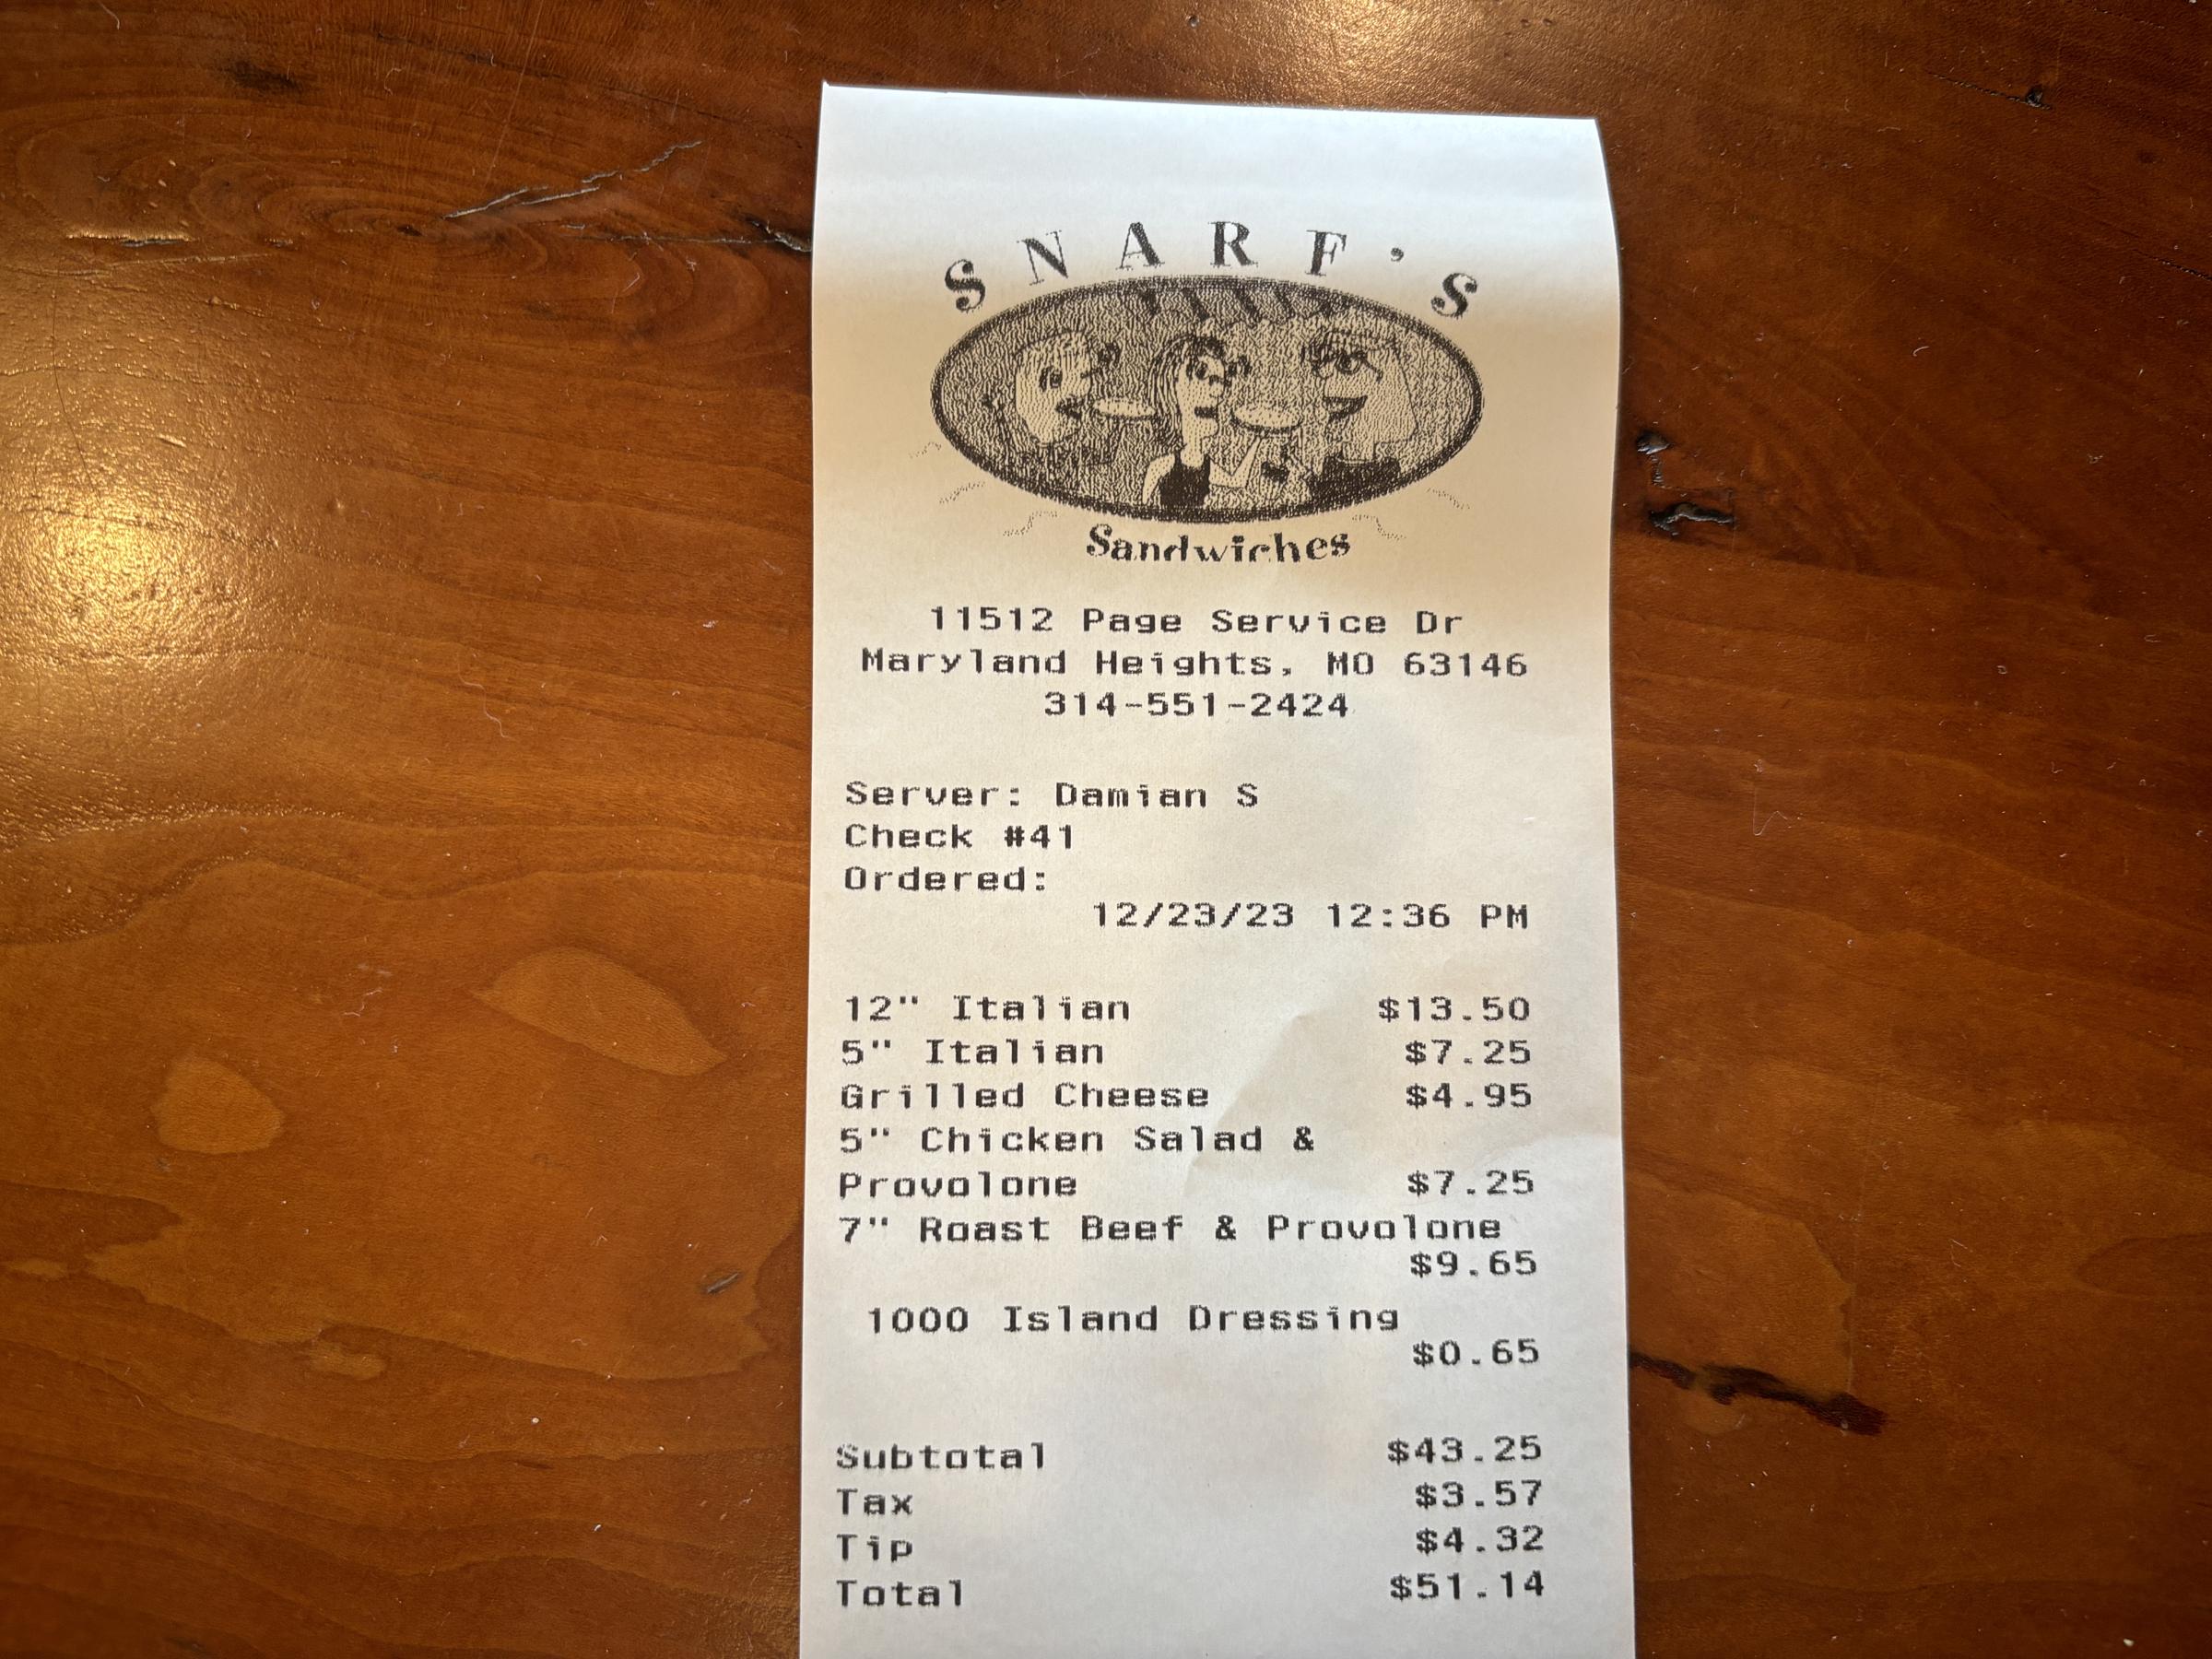 SNARF'S
Sandwiches
11512 Page Service Dr
Maryland Heights, MO 63146
314-551-2424
Server: Damian S
Check #41
Ordered:
12/23/23 12:36 PM
12" Italian $13.50
5" Italian $7.25
Grilled Cheese $4.95
5" Chicken Salad &
Provolone $7.25
7" Roast Beef & Provolone
$9.65
1000 Island Dressing
$0.65
Subtotal $43.25
Tax $3.57
Tip $4.32
Total $51.14